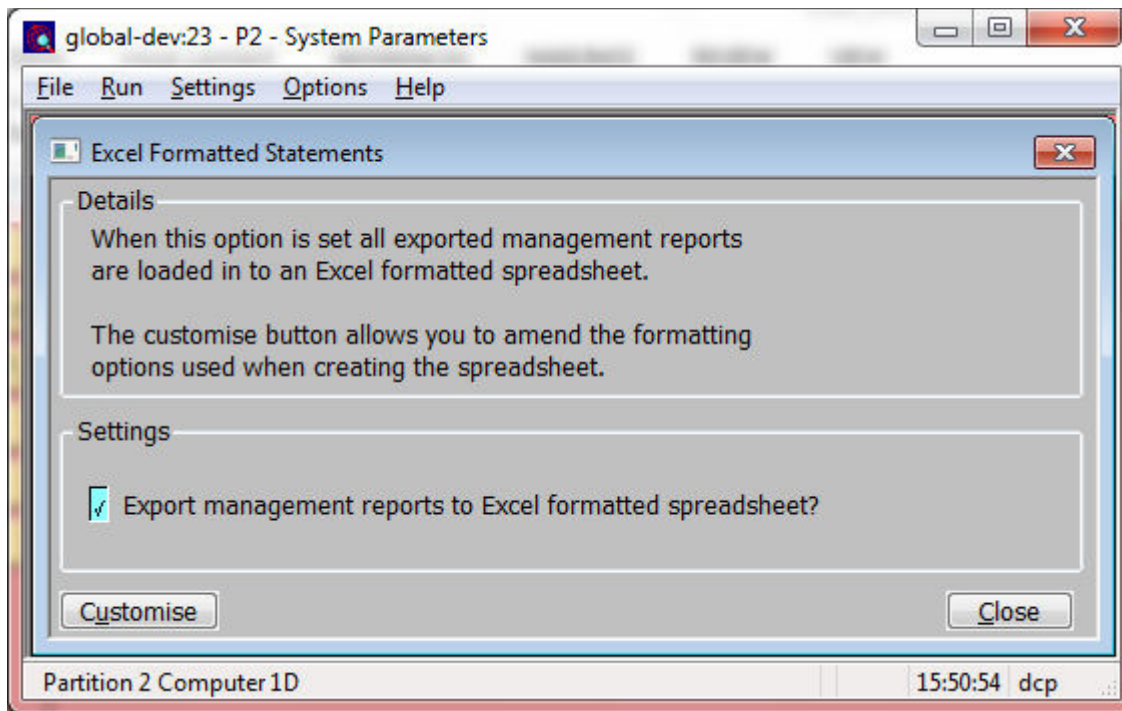 global-dev:23 - P2 - System Parameters
File Run Settings Options Help
Excel Formatted Statements
Details
When this option is set all exported management reports
are loaded in to an Excel formatted spreadsheet.
The customise button allows you to amend the formatting
options used when creating the spreadsheet.
Settings
Export management reports to Excel formatted spreadsheet?
Customise Close
Partition 2 Computer 1D 15:50:54 dcp